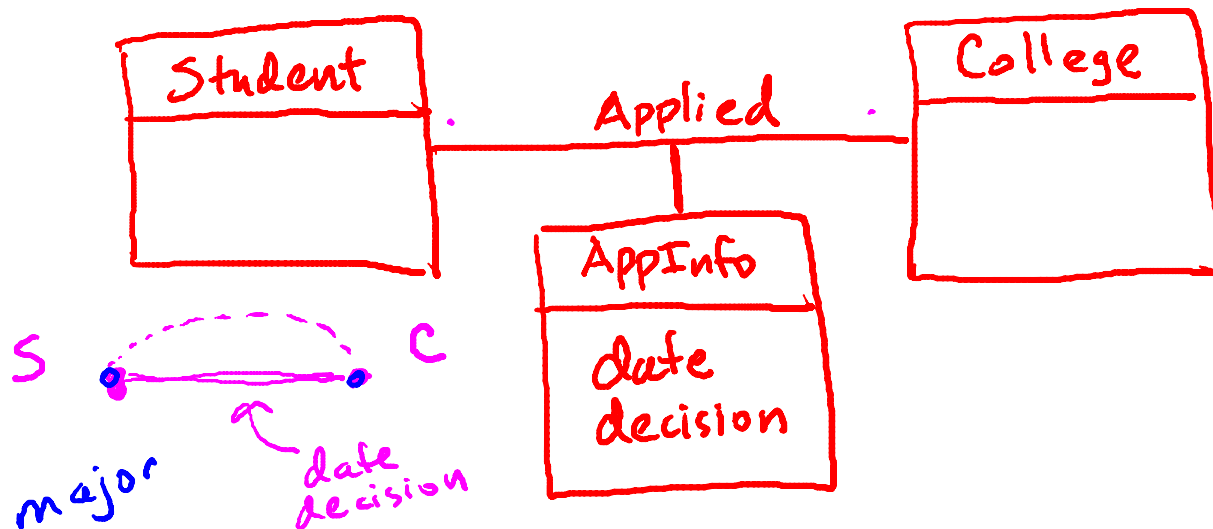 Student
College
Applied
AppInfo
date
decision
S
C
date
decision
major